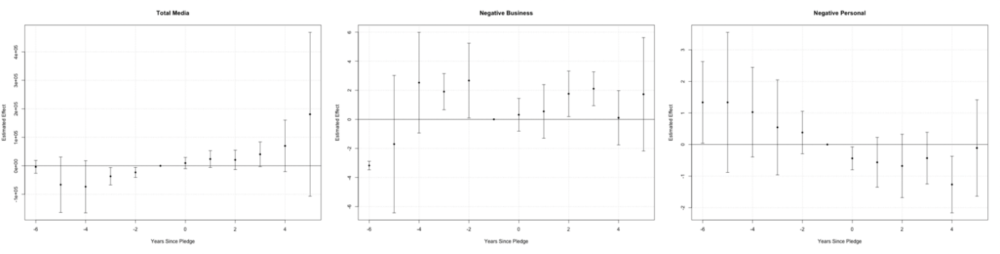 Total Media
Estimated Effect
-1e+05 0e+00 1e+05 2e+05 3e+05 4e+05
-6 -4 -2 0 2 4
Years Since Pledge
Negative Business
Estimated Effect
-6 -4 -2 0 2 4 6
-6 -4 -2 0 2 4
Years Since Pledge
Negative Personal
Estimated Effect
-2 -1 0 1 2 3
-6 -4 -2 0 2 4
Years Since Pledge